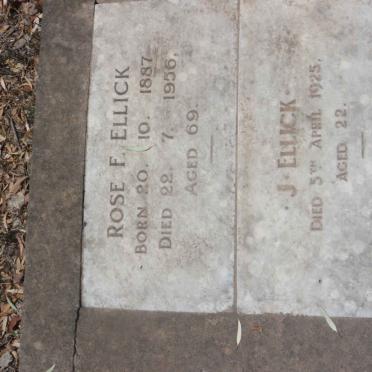 ROSE F. ELLICK
BORN 20. 10. 1887.
DIED 22. 7. 1956.
AGED 69.
J. ELLICK.
DIED 5TH APRIL 1925.
AGED 22.